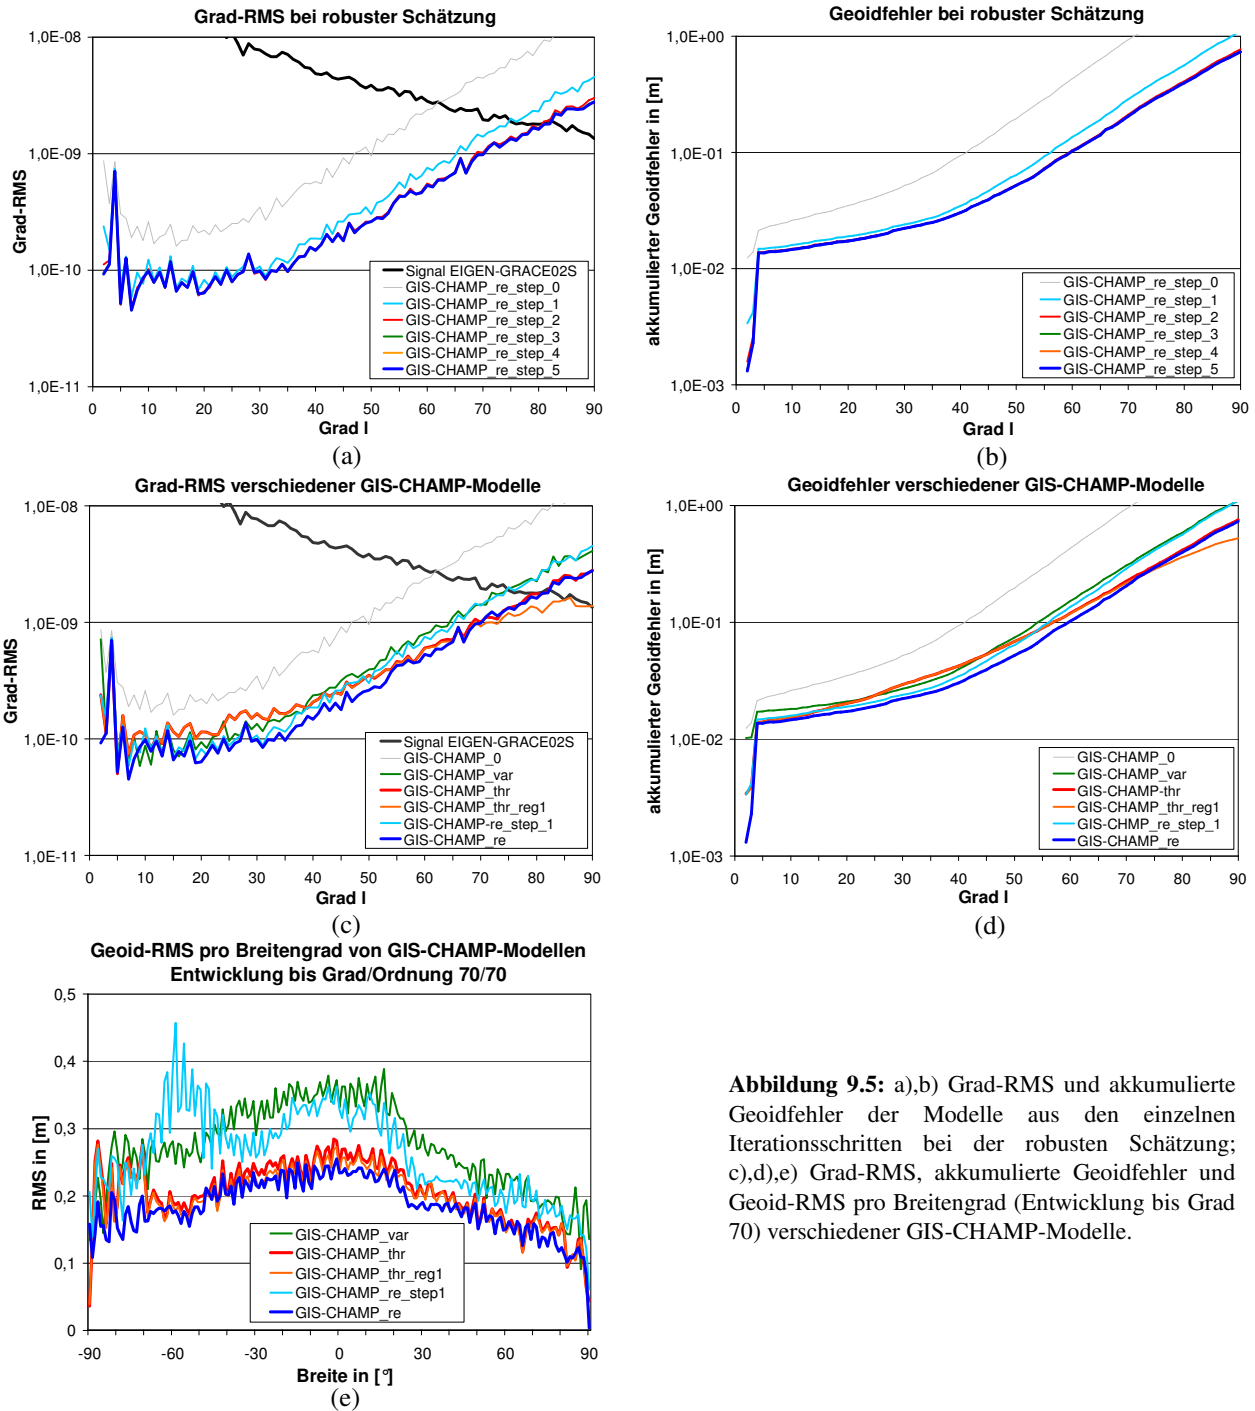 Grad-RMS bei robuster Schätzung
1,0E-08
1,0E-09
1,0E-10
1,0E-11
Grad-RMS
Signal EIGEN-GRACE02S
GIS-CHAMP_re_step_0
GIS-CHAMP_re_step_1
GIS-CHAMP_re_step_2
GIS-CHAMP_re_step_3
GIS-CHAMP_re_step_4
GIS-CHAMP_re_step_5
0 10 20 30 40 50 60 70 80 90
Grad l
(a)
Geoidfehler bei robuster Schätzung
1,0E+00
1,0E-01
1,0E-02
1,0E-03
akkumulierter Geoidfehler in [m]
GIS-CHAMP_re_step_0
GIS-CHAMP_re_step_1
GIS-CHAMP_re_step_2
GIS-CHAMP_re_step_3
GIS-CHAMP_re_step_4
GIS-CHAMP_re_step_5
0 10 20 30 40 50 60 70 80 90
Grad l
(b)
Grad-RMS verschiedener GIS-CHAMP-Modelle
1,0E-08
1,0E-09
1,0E-10
1,0E-11
Grad-RMS
Signal EIGEN-GRACE02S
GIS-CHAMP_0
GIS-CHAMP_var
GIS-CHAMP_thr
GIS-CHAMP_thr_reg1
GIS-CHAMP-re_step_1
GIS-CHAMP_re
0 10 20 30 40 50 60 70 80 90
Grad l
(c)
Geoidfehler verschiedener GIS-CHAMP-Modelle
1,0E+00
1,0E-01
1,0E-02
1,0E-03
akkumulierter Geoidfehler in [m]
GIS-CHAMP_0
GIS-CHAMP_var
GIS-CHAMP-thr
GIS-CHAMP_thr_reg1
GIS-CHMP_re_step_1
GIS-CHAMP_re
0 10 20 30 40 50 60 70 80 90
Grad l
(d)
Geoid-RMS pro Breitengrad von GIS-CHAMP-Modellen
Entwicklung bis Grad/Ordnung 70/70
0,5
0,4
0,3
0,2
0,1
0
RMS in [m]
GIS-CHAMP_var
GIS-CHAMP_thr
GIS-CHAMP_thr_reg1
GIS-CHAMP_re_step1
GIS-CHAMP_re
-90 -60 -30 0 30 60 90
Breite in [°]
(e)
Abbildung 9.5: a),b) Grad-RMS und akkumulierte
Geoidfehler der Modelle aus den einzelnen
Iterationsschritten bei der robusten Schätzung;
c),d),e) Grad-RMS, akkumulierte Geoidfehler und
Geoid-RMS pro Breitengrad (Entwicklung bis Grad
70) verschiedener GIS-CHAMP-Modelle.